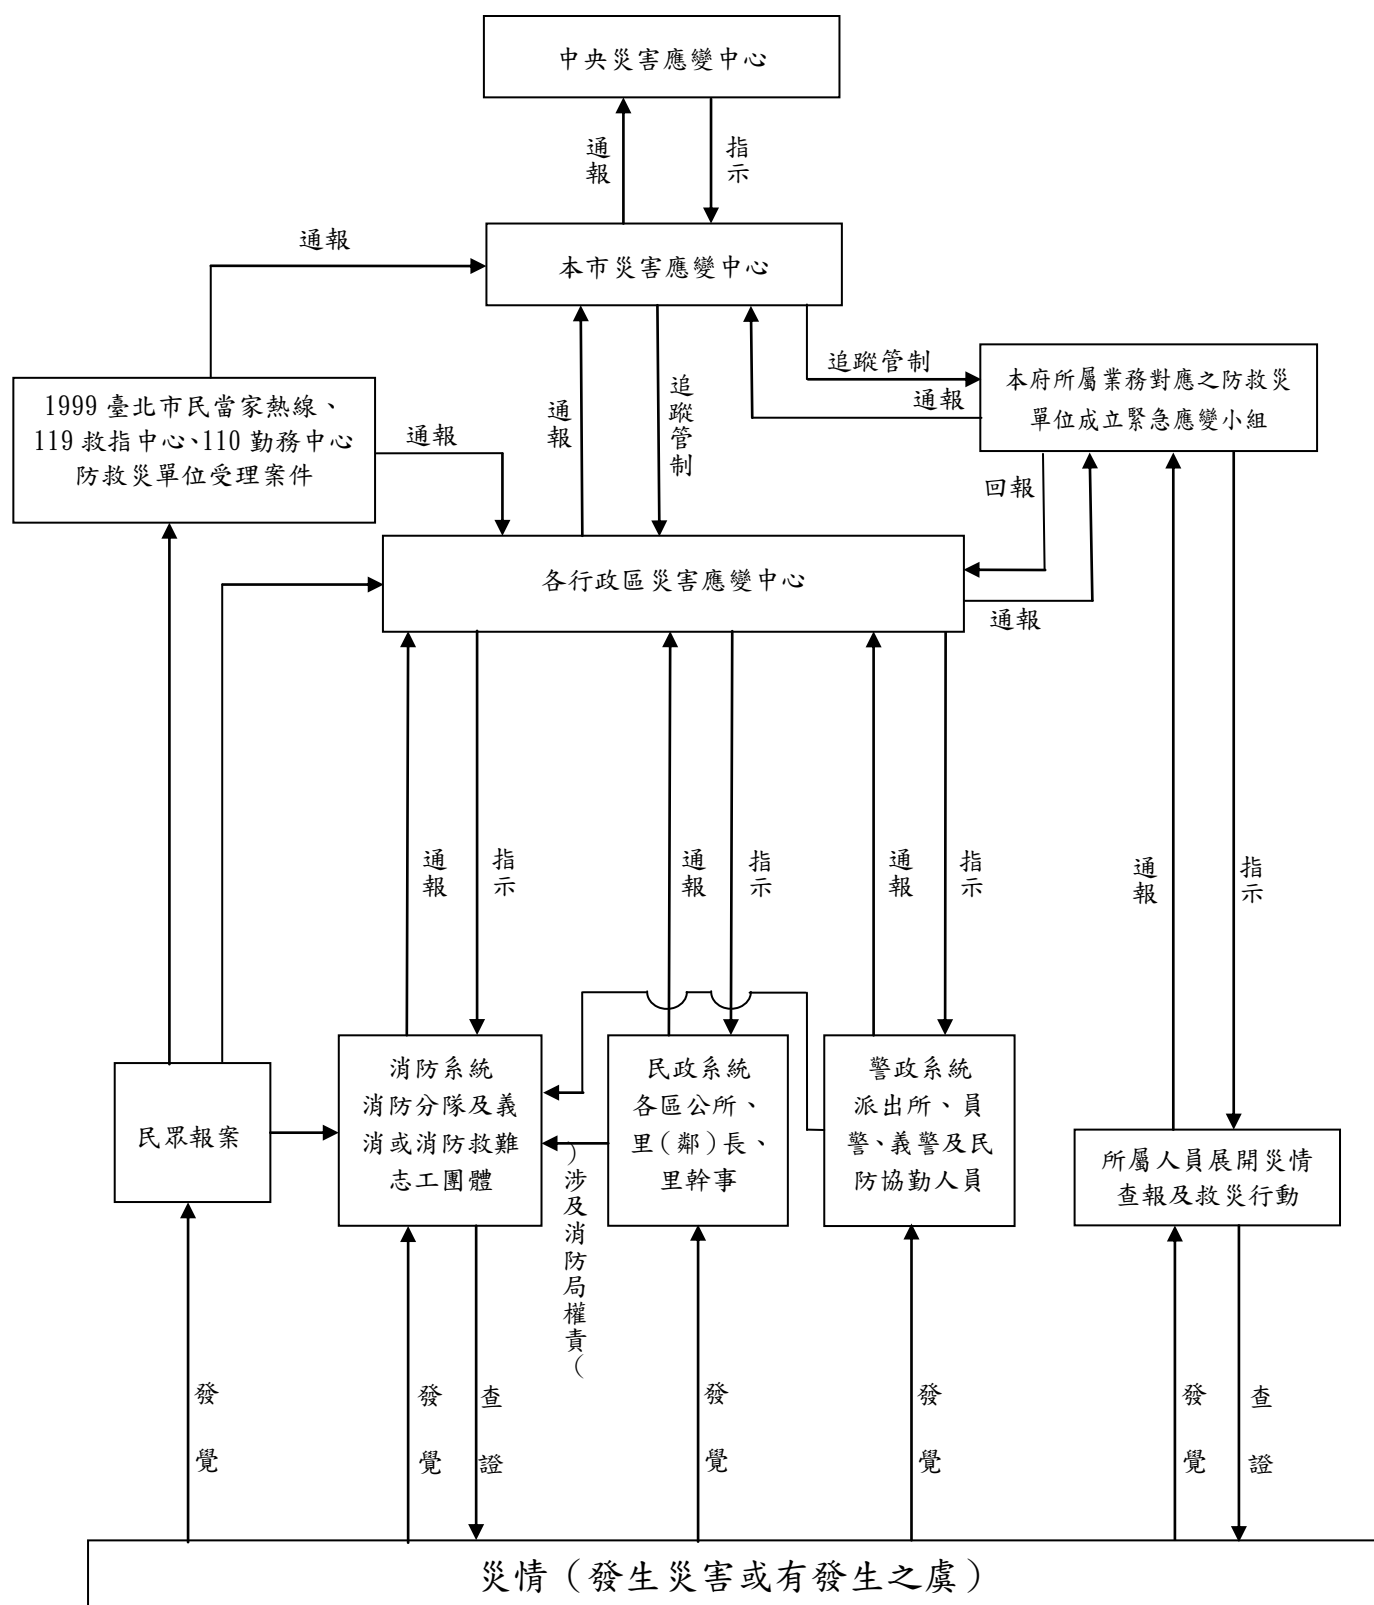 中央災害應變中心
通報
指示
通報
本市災害應變中心
追蹤管制
通報
本府所屬業務對應之防救災
單位成立緊急應變小組
1999臺北市民當家熱線、
119救指中心、110勤務中心
防救災單位受理案件
通報
通報
追蹤管制
回報
各行政區災害應變中心
通報
通報
指示
通報
指示
通報
指示
通報
指示
民眾報案
消防系統
消防分隊及義
消或消防救難
志工團體
民政系統
各區公所、
里(鄰)長、
里幹事
警政系統
派出所、員
警、義警及民
防協勤人員
所屬人員展開災情
查報及救災行動
)涉及消防局權責(
發覺
發覺
查證
發覺
發覺
發覺
查證
災情（發生災害或有發生之虞）